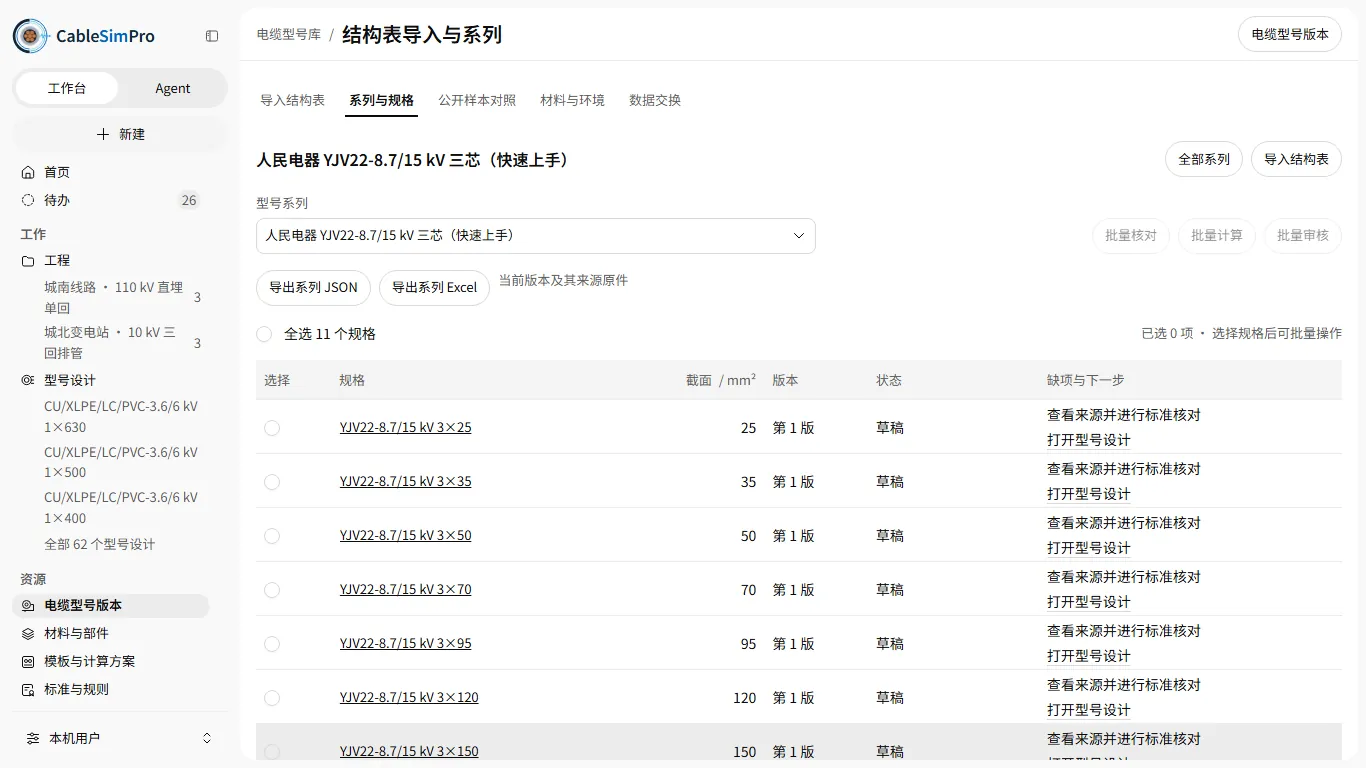 CableSimPro
工作台
Agent
新建
首页
待办
26
工作
工程
城南线路 · 110 kV 直埋
单回
3
城北变电站 · 10 kV 三
回排管
3
型号设计
CU/XLPE/LC/PVC-3.6/6 kV
1×630
CU/XLPE/LC/PVC-3.6/6 kV
1×500
CU/XLPE/LC/PVC-3.6/6 kV
1×400
全部 62 个型号设计
资源
电缆型号版本
材料与部件
模板与计算方案
标准与规则
本机用户
电缆型号库 / 结构表导入与系列
电缆型号版本
导入结构表 系列与规格 公开样本对照 材料与环境 数据交换
人民电器 YJV22-8.7/15 kV 三芯（快速上手）
全部系列 导入结构表
型号系列
人民电器 YJV22-8.7/15 kV 三芯（快速上手）
批量核对 批量计算 批量审核
导出系列 JSON 导出系列 Excel 当前版本及其来源原件
全选 11 个规格
已选 0 项 · 选择规格后可批量操作
选择 规格 截面 / mm² 版本 状态 缺项与下一步
YJV22-8.7/15 kV 3×25 25 第 1 版 草稿 查看来源并进行标准核对
打开型号设计
YJV22-8.7/15 kV 3×35 35 第 1 版 草稿 查看来源并进行标准核对
打开型号设计
YJV22-8.7/15 kV 3×50 50 第 1 版 草稿 查看来源并进行标准核对
打开型号设计
YJV22-8.7/15 kV 3×70 70 第 1 版 草稿 查看来源并进行标准核对
打开型号设计
YJV22-8.7/15 kV 3×95 95 第 1 版 草稿 查看来源并进行标准核对
打开型号设计
YJV22-8.7/15 kV 3×120 120 第 1 版 草稿 查看来源并进行标准核对
打开型号设计
YJV22-8.7/15 kV 3×150 150 第 1 版 草稿 查看来源并进行标准核对